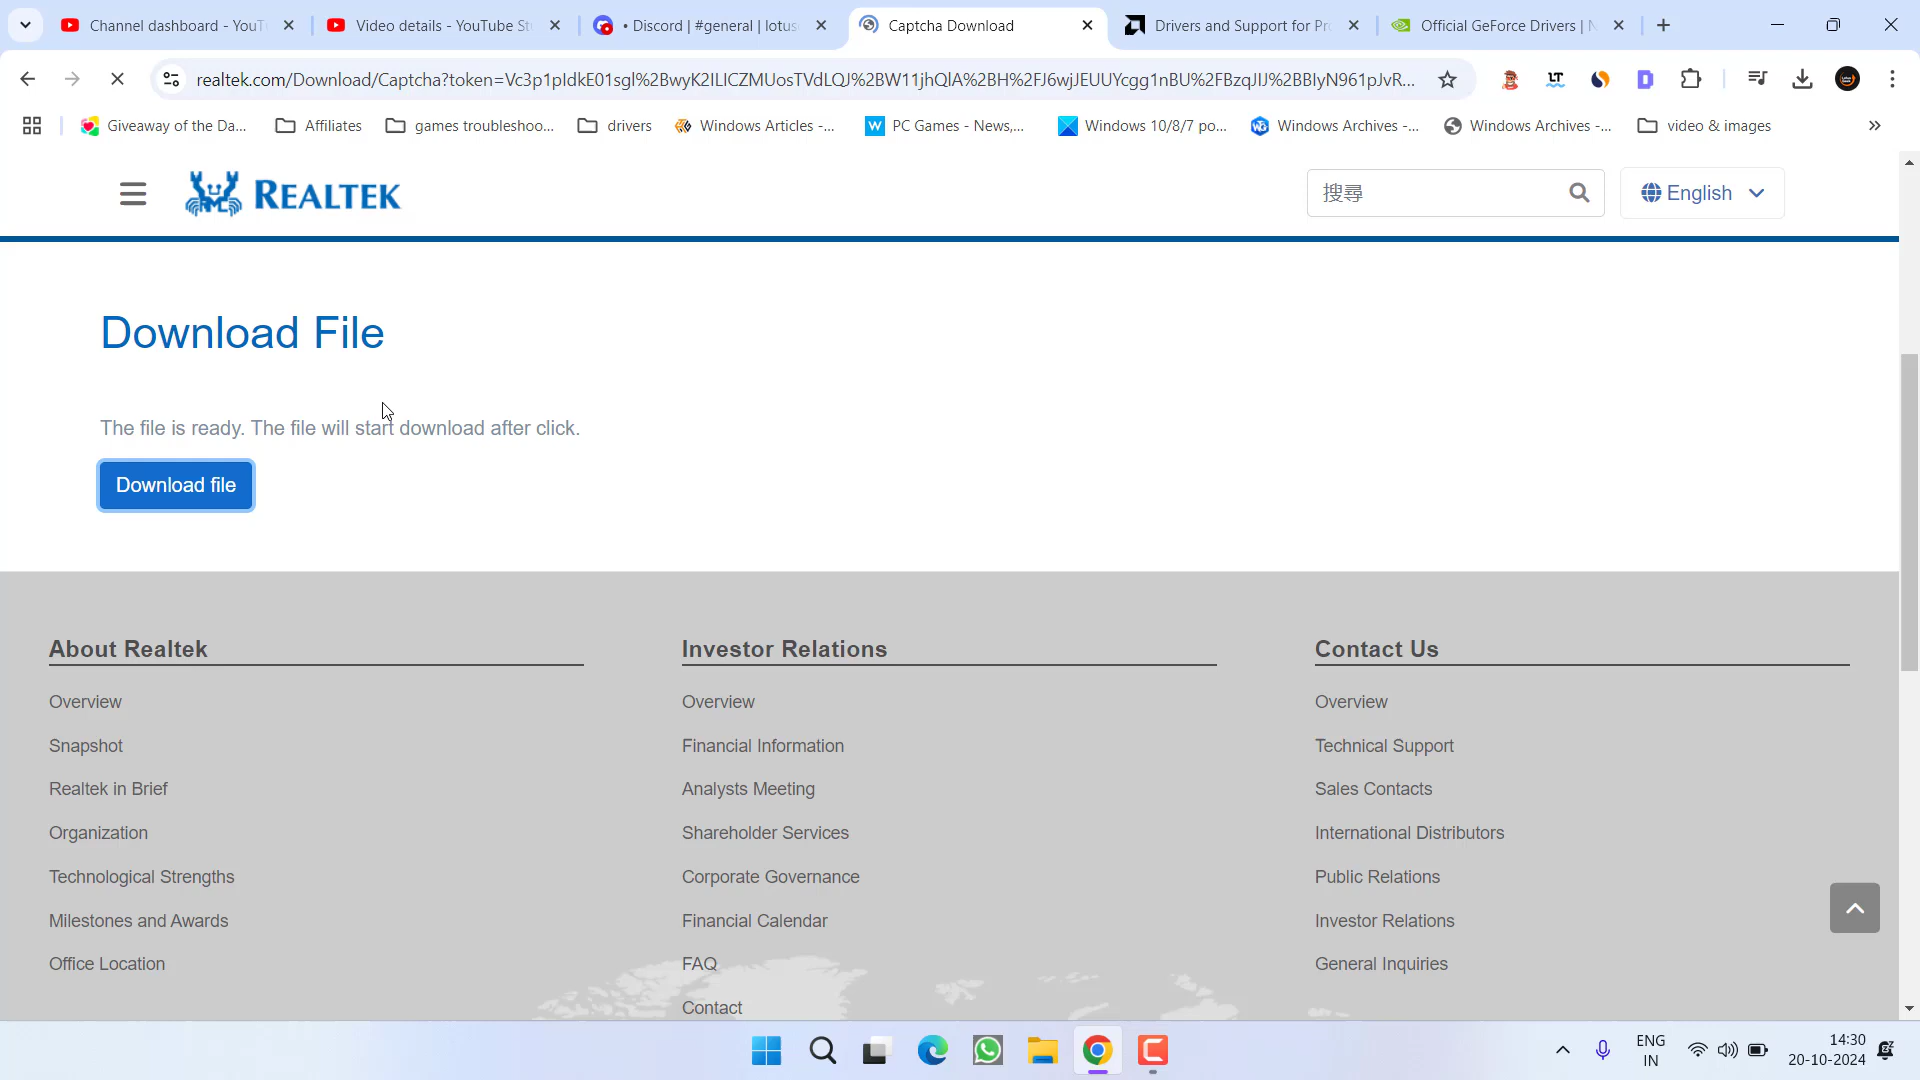 Channel dashboard - YouT
Video details - YouTube St
• Discord | #general | lotus
Captcha Download
Drivers and Support for Pro
Official GeForce Drivers | N
realtek.com/Download/Captcha?token=Vc3p1pIdkE01sgl%2BwyK2ILICZMUosTVdLQJ%2BW11jhQlA%2BH%2FJ6wjJEUUYcgg1nBU%2FBzqJIJ%2BBIyN961pJvR...
Giveaway of the Da...
Affiliates
games troubleshoo...
drivers
Windows Articles -...
PC Games - News,...
Windows 10/8/7 po...
Windows Archives -...
Windows Archives -...
video & images
REALTEK
搜尋
English
Download File
The file is ready. The file will start download after click.
Download file
About Realtek
Overview
Snapshot
Realtek in Brief
Organization
Technological Strengths
Milestones and Awards
Office Location
Investor Relations
Overview
Financial Information
Analysts Meeting
Shareholder Services
Corporate Governance
Financial Calendar
FAQ
Contact
Contact Us
Overview
Technical Support
Sales Contacts
International Distributors
Public Relations
Investor Relations
General Inquiries
ENG
IN
14:30
20-10-2024